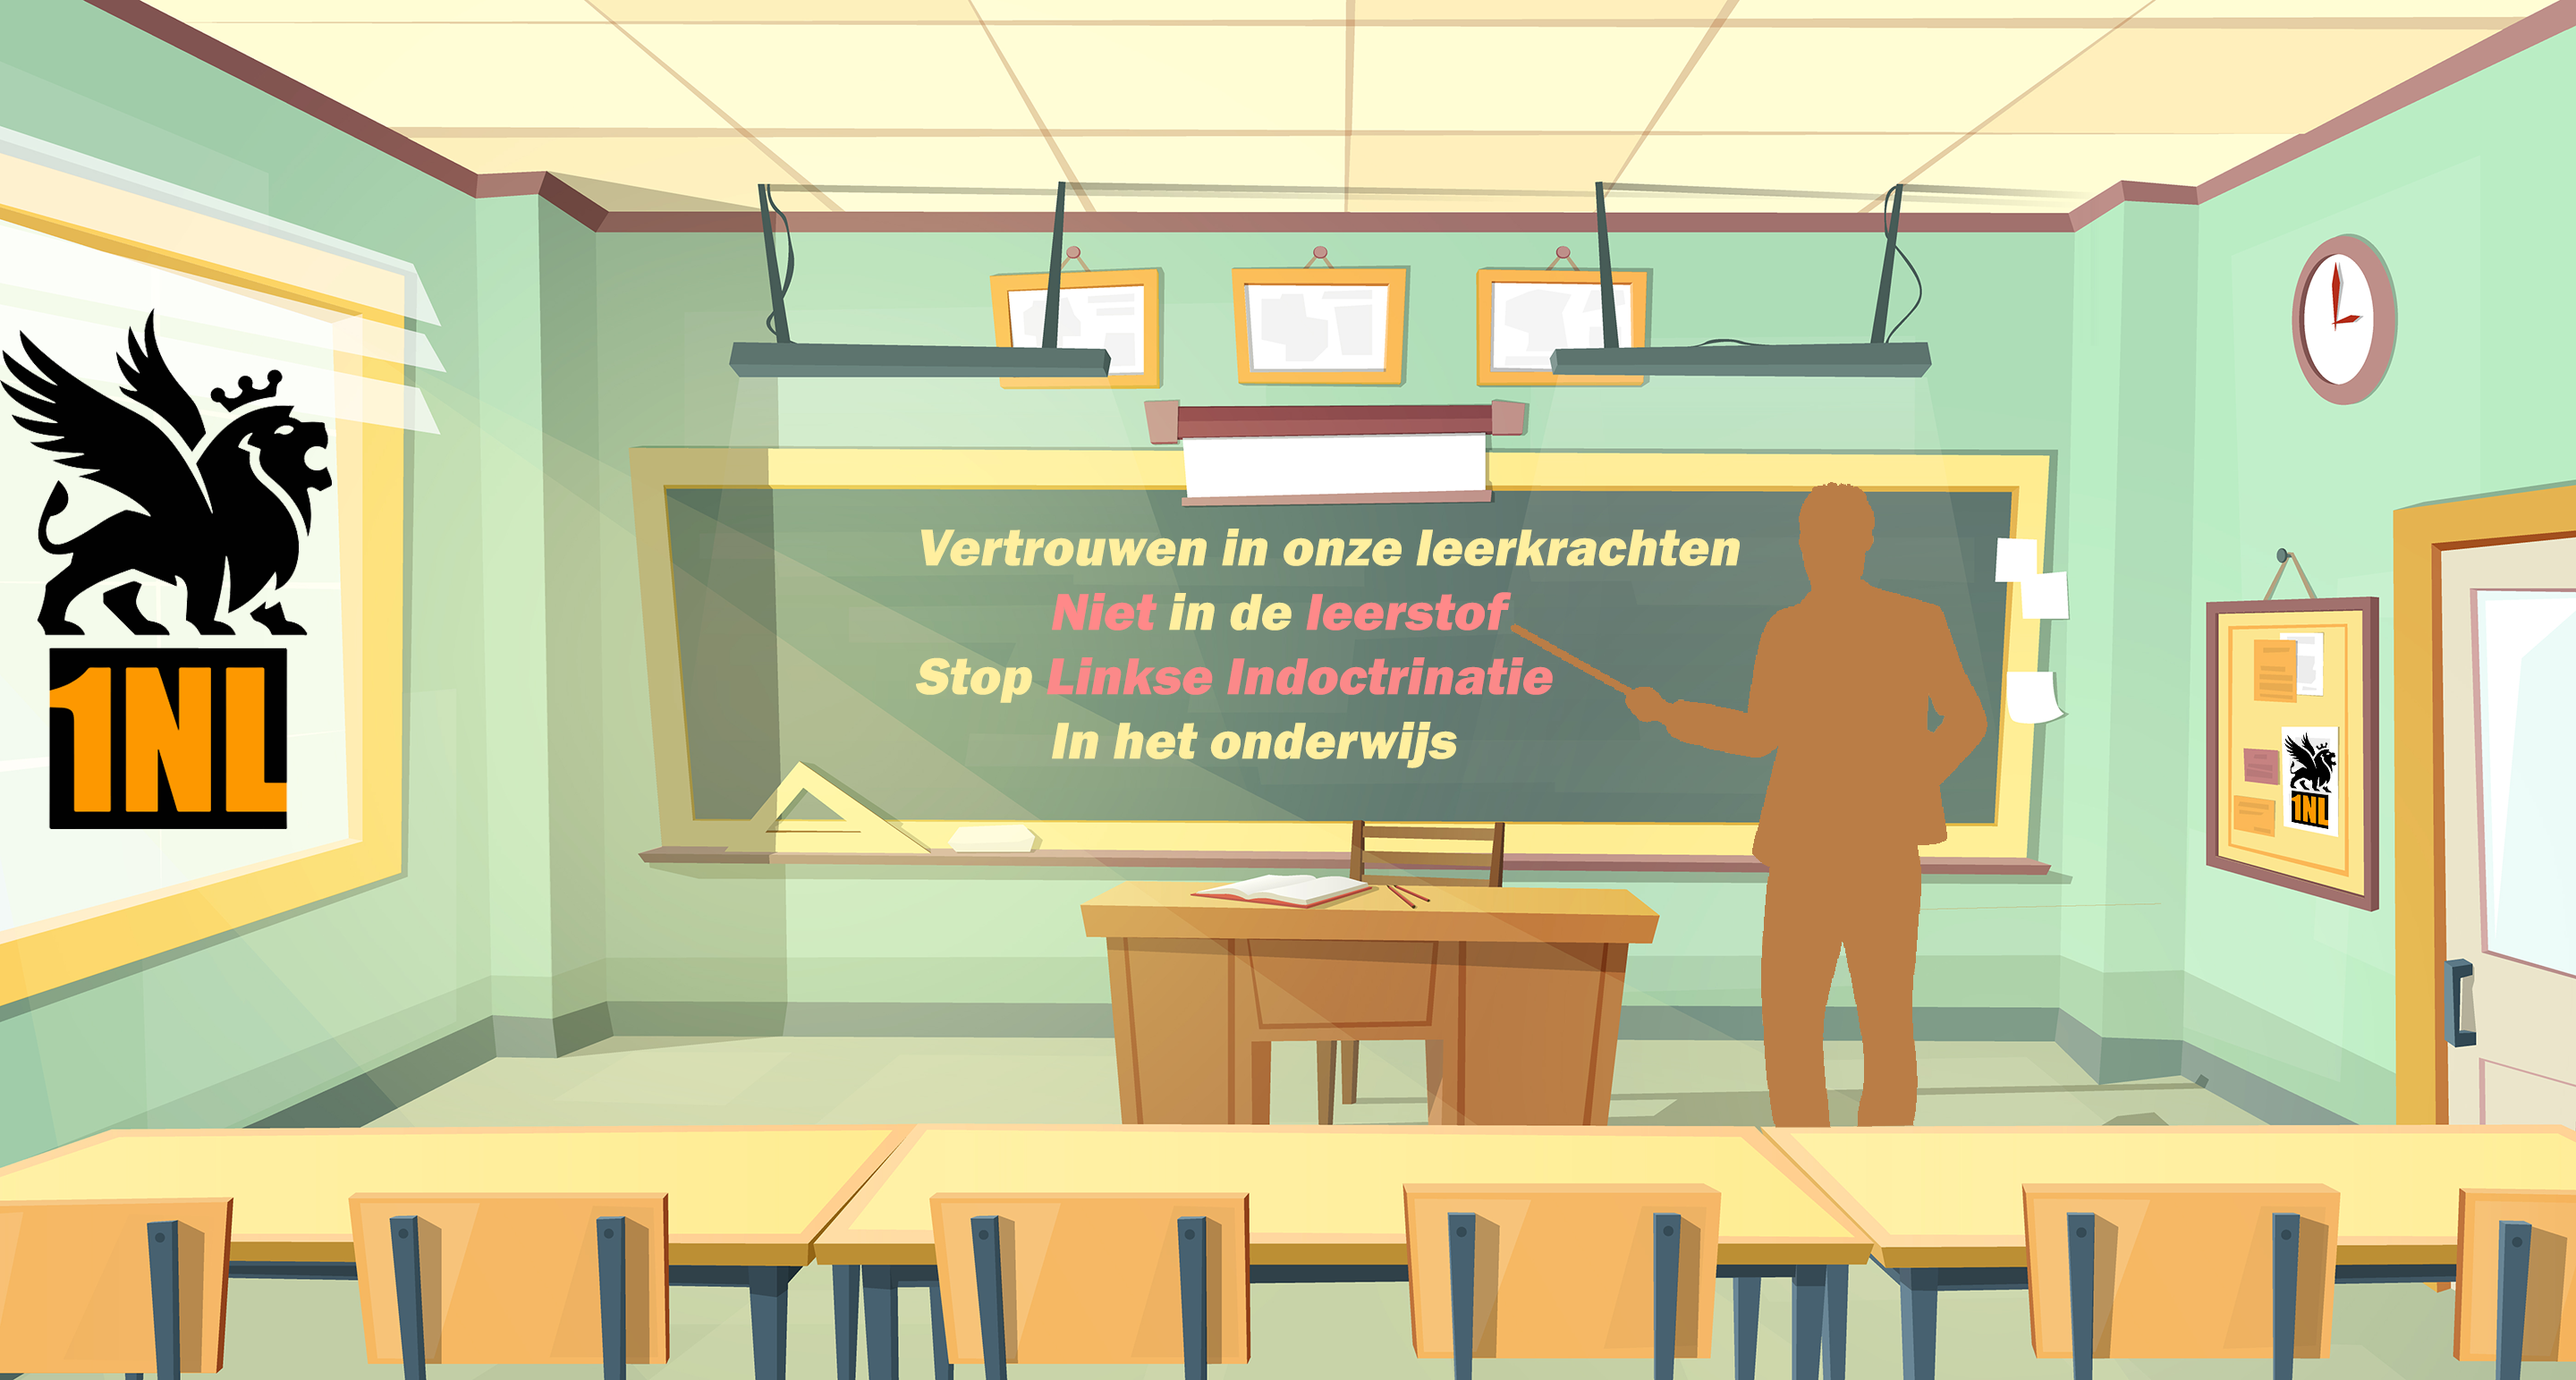 Vertrouwen in onze leerkrachten
Niet in de leerstof
Stop Linkse Indoctrinatie
In het onderwijs
1NL
1NL